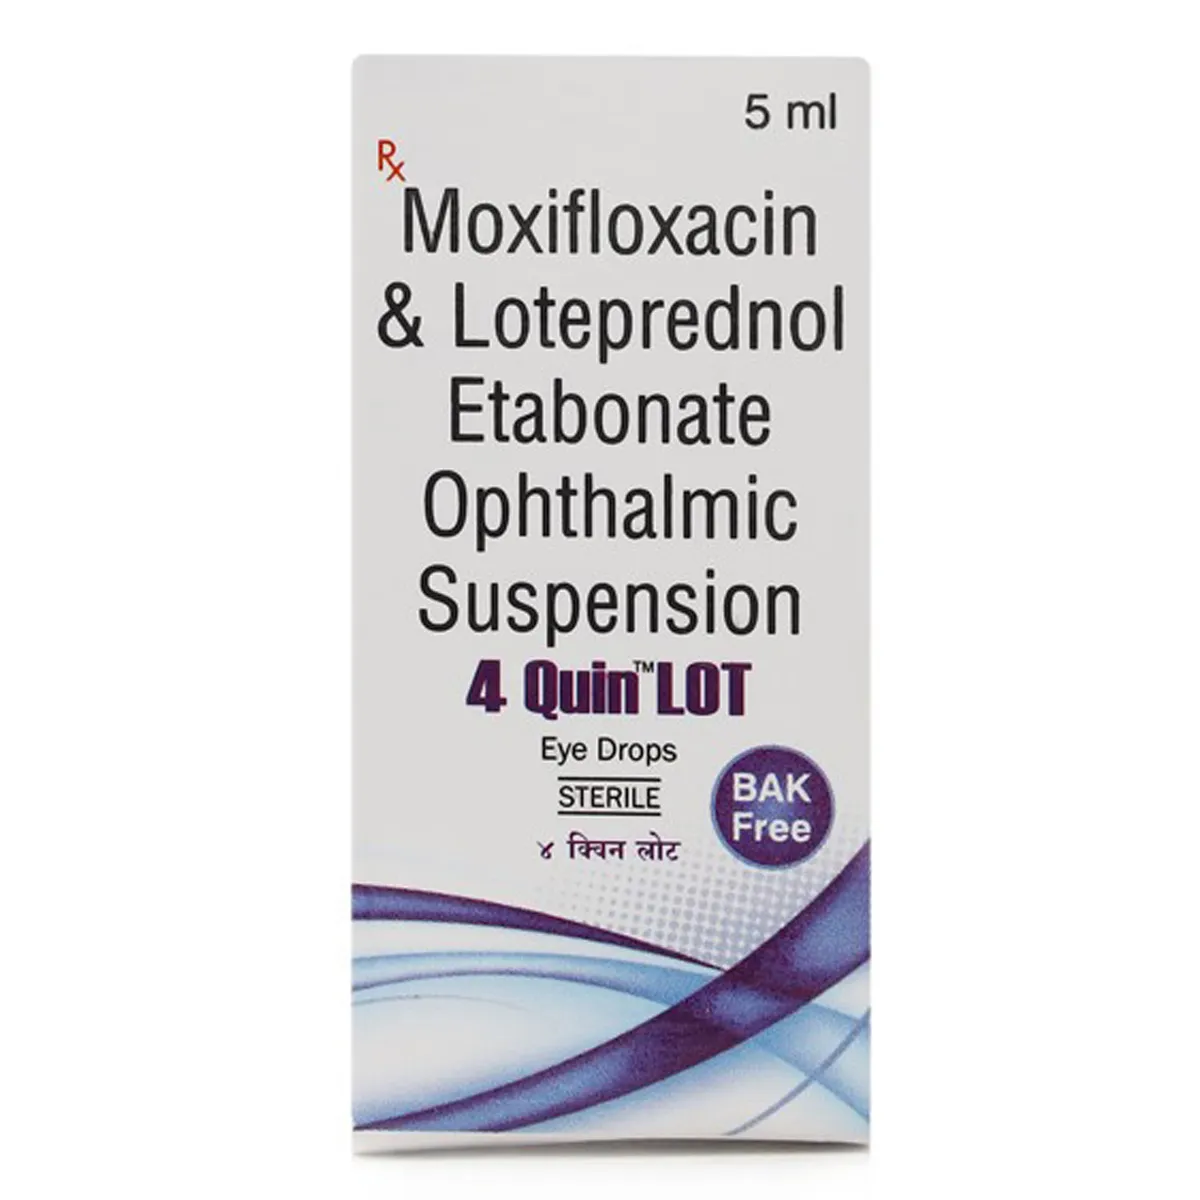 5 ml
Rx
Moxifloxacin
& Loteprednol
Etabonate
Ophthalmic
Suspension
4 Quin™ LOT
Eye Drops
STERILE
BAK
Free
४ क्विन लोट